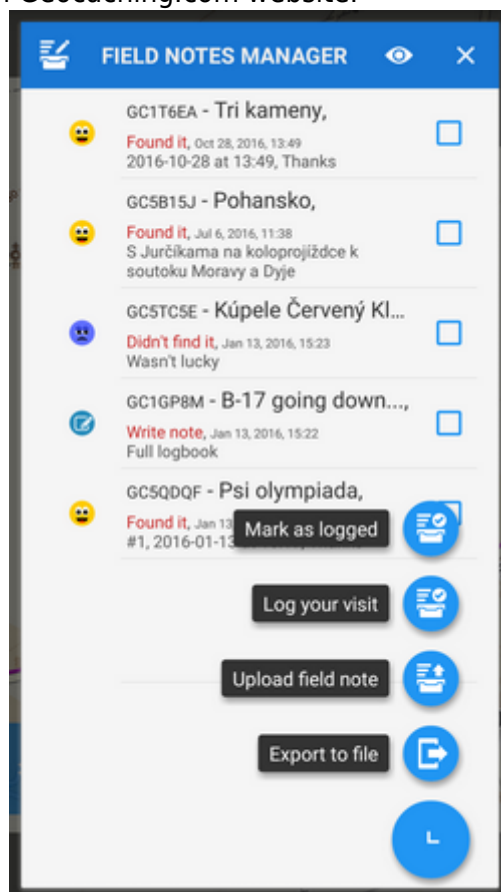 Geocaching.com website.
FIELD NOTES MANAGER
GC1T6EA - Tri kameny,
Found it, Oct 28, 2016, 13:49
2016-10-28 at 13:49, Thanks
GC5B15J - Pohansko,
Found it, Jul 6, 2016, 11:38
S Jurčíkama na koloprojíždce k
soutoku Moravy a Dyje
GC5TC5E - Kúpele Červený Kl...
Didn't find it, Jan 13, 2016, 15:23
Wasn't lucky
GC1GP8M - B-17 going down...,
Write note, Jan 13, 2016, 15:22
Full logbook
GC5QDQF - Psi olympiada,
Found it, Jan 13
#1, 2016-01-13
Mark as logged
Log your visit
Upload field note
Export to file